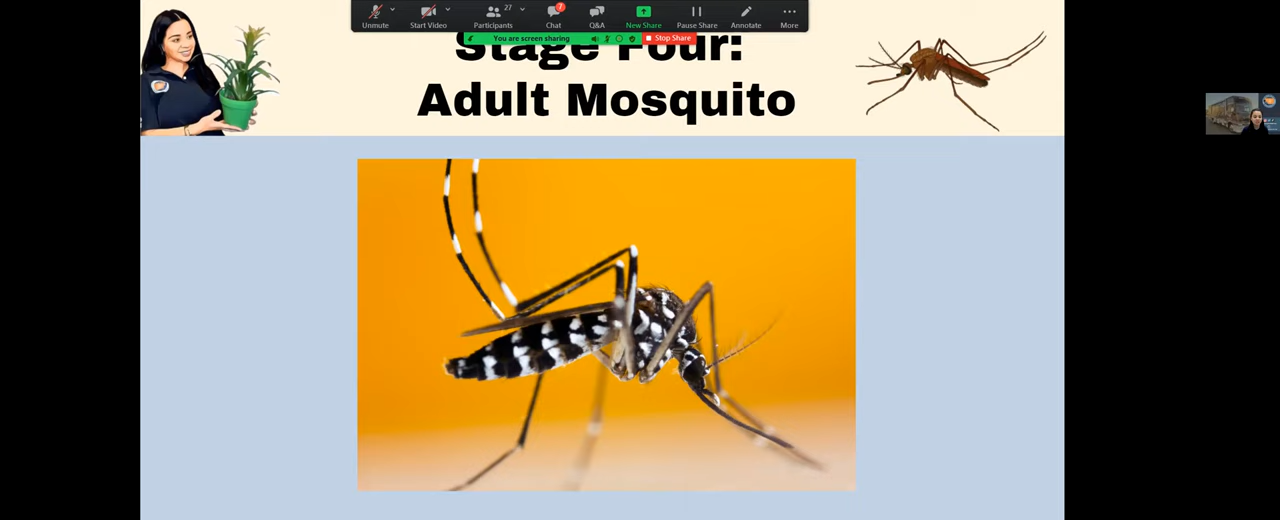 27
7
Unmute
Start Video
Participants
Chat
Q&A
New Share
Pause Share
Annotate
More
You are screen sharing
Stop Share
Stage Four:
Adult Mosquito